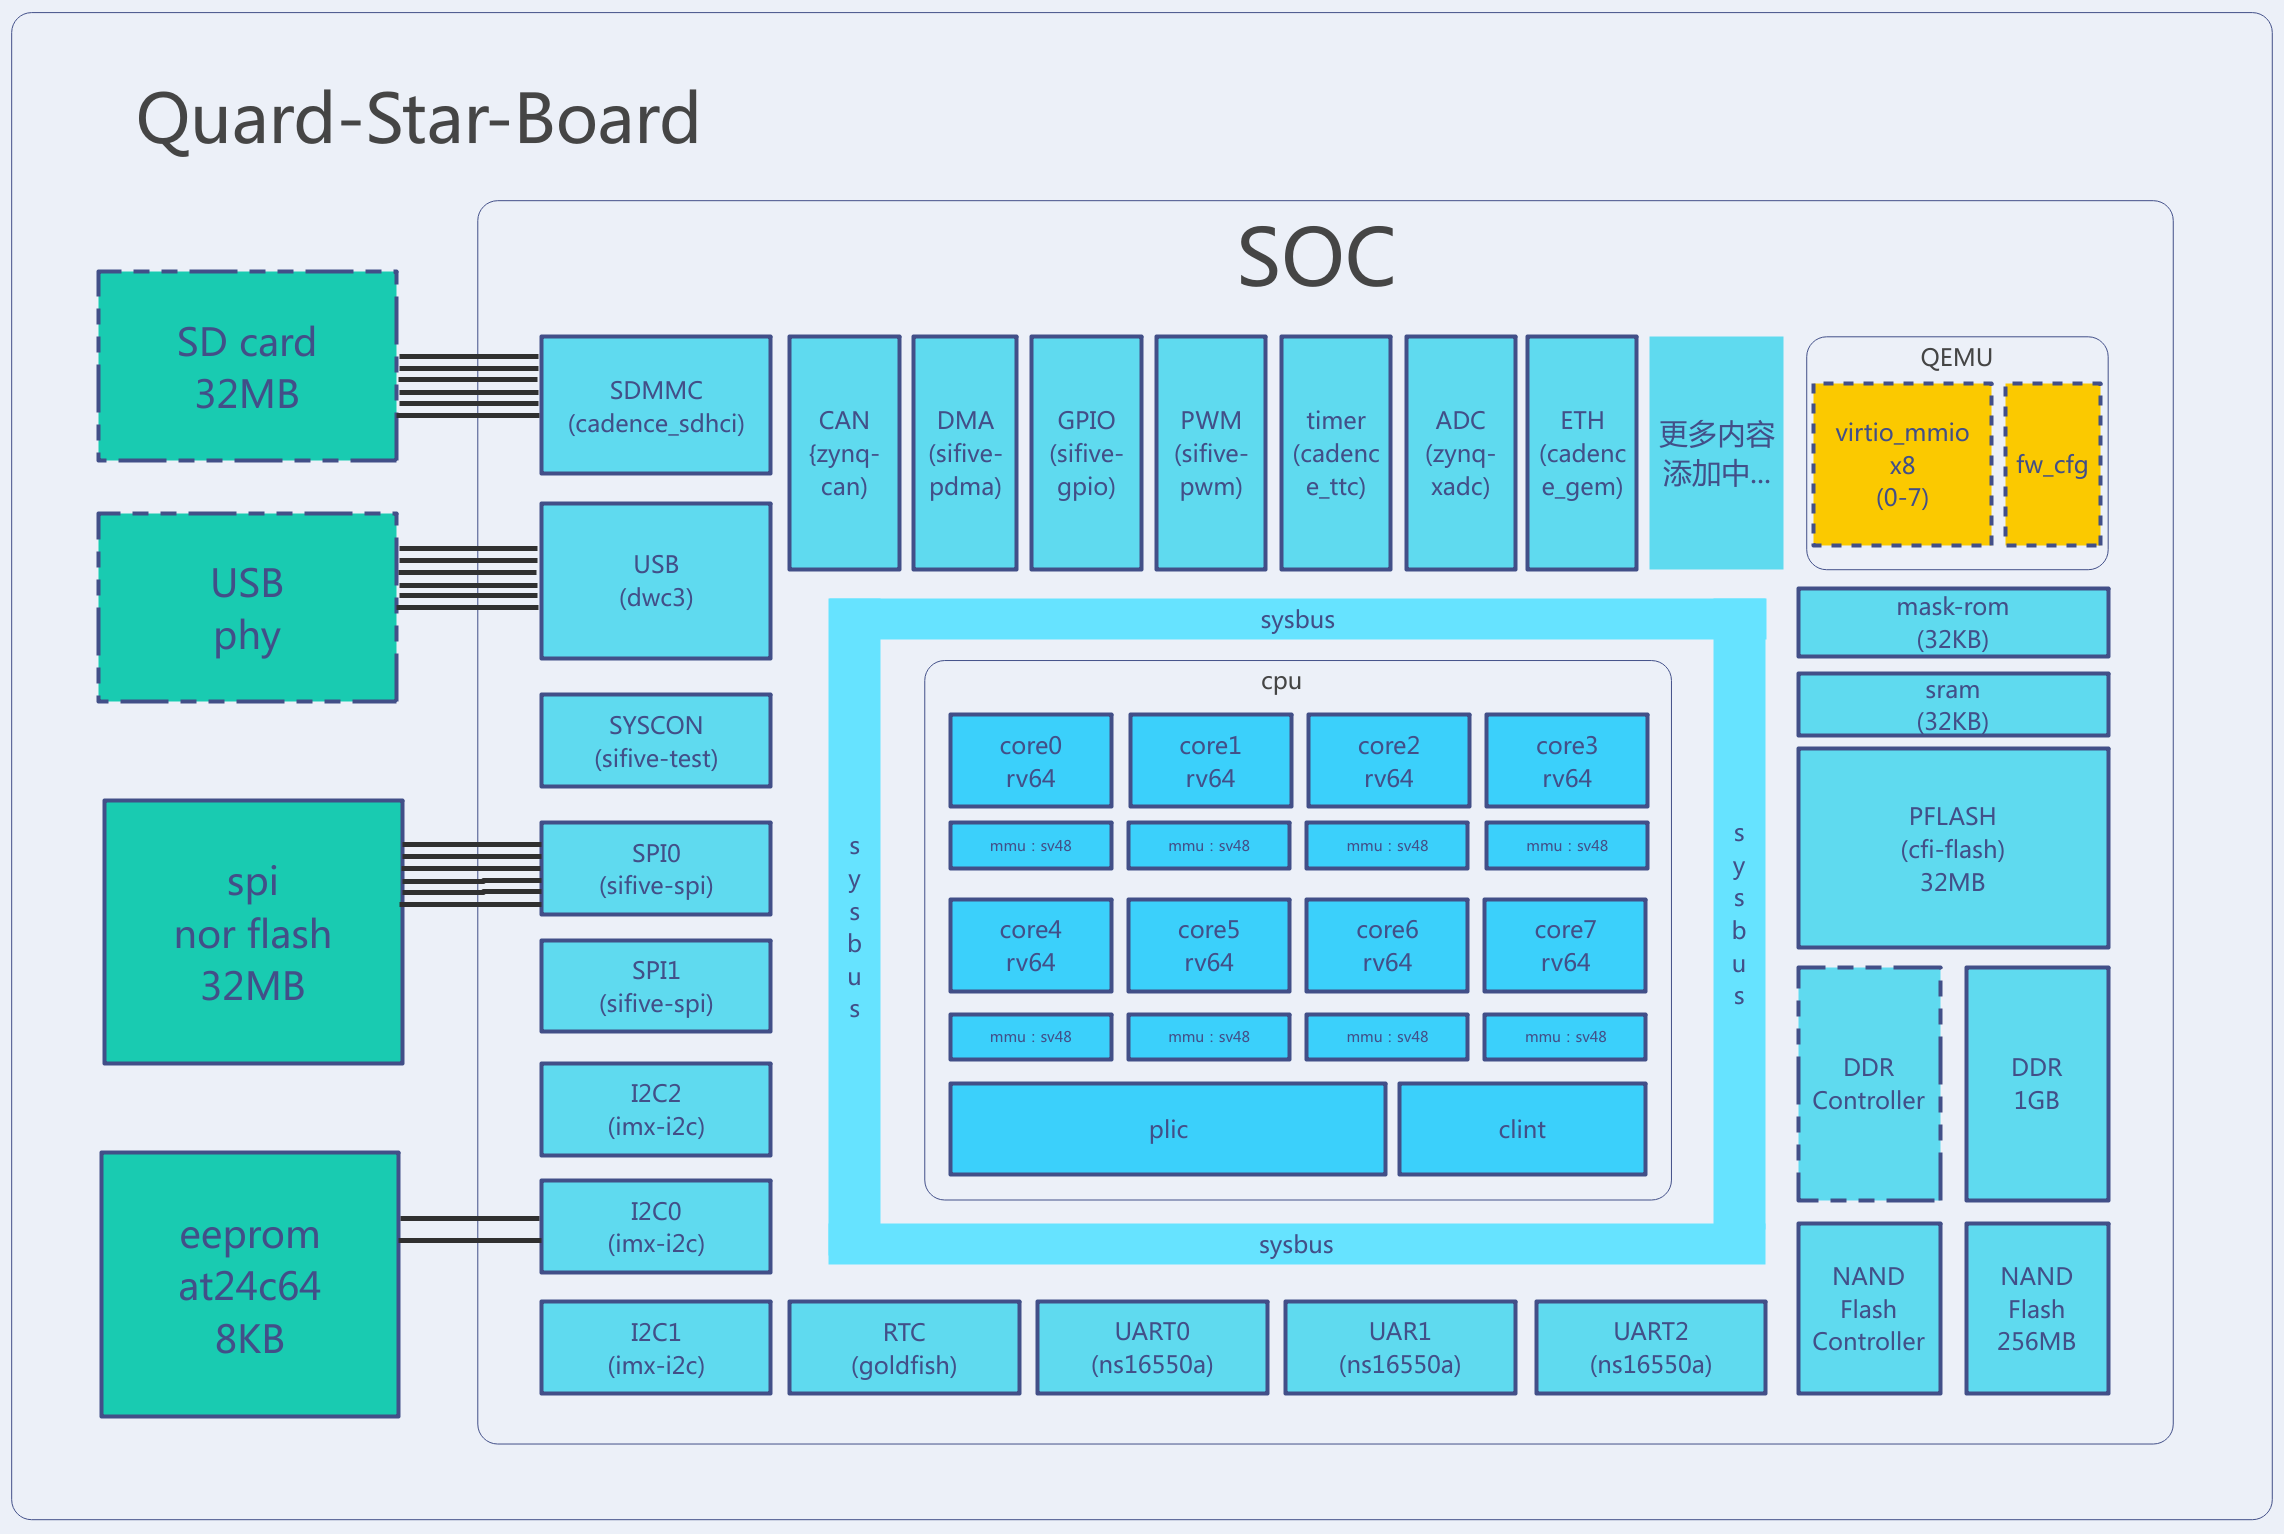 Quard-Star-Board
SOC
SD card
32MB
USB
phy
spi
nor flash
32MB
eeprom
at24c64
8KB
SDMMC
(cadence_sdhci)
USB
(dwc3)
SYSCON
(sifive-test)
SPI0
(sifive-spi)
SPI1
(sifive-spi)
I2C2
(imx-i2c)
I2C0
(imx-i2c)
I2C1
(imx-i2c)
CAN
{zynq-
can)
DMA
(sifive-
pdma)
GPIO
(sifive-
gpio)
PWM
(sifive-
pwm)
timer
(cadenc
e_ttc)
ADC
(zynq-
xadc)
ETH
(cadenc
e_gem)
更多内容
添加中...
QEMU
virtio_mmio
x8
(0-7)
fw_cfg
sysbus
sysbus
cpu
core0
rv64
core1
rv64
core2
rv64
core3
rv64
mmu : sv48
mmu : sv48
mmu : sv48
mmu : sv48
core4
rv64
core5
rv64
core6
rv64
core7
rv64
mmu : sv48
mmu : sv48
mmu : sv48
mmu : sv48
plic
clint
sysbus
sysbus
mask-rom
(32KB)
sram
(32KB)
PFLASH
(cfi-flash)
32MB
DDR
Controller
DDR
1GB
NAND
Flash
Controller
NAND
Flash
256MB
RTC
(goldfish)
UART0
(ns16550a)
UAR1
(ns16550a)
UART2
(ns16550a)